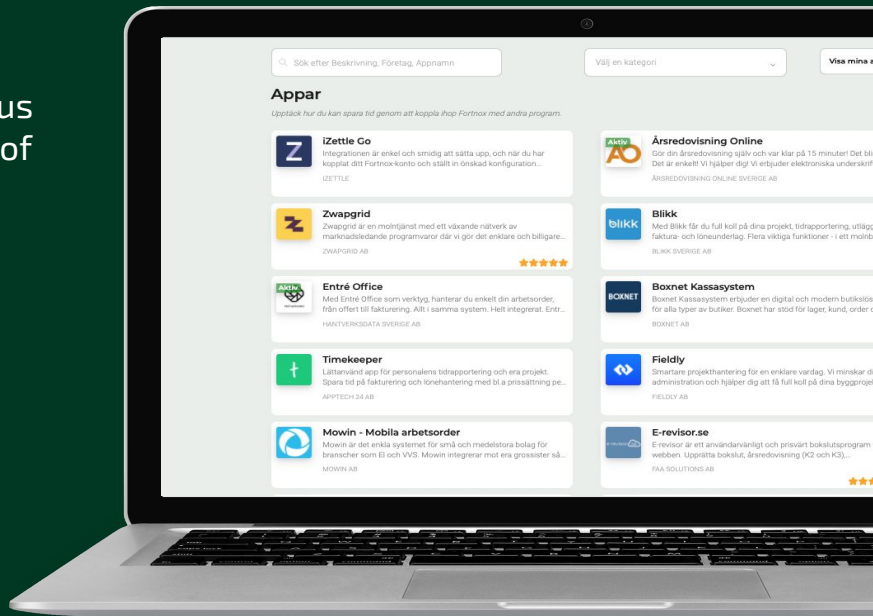 us
of
Sök efter Beskrivning, Företag, Appnamn
Välj en kategori
Visa mina a
Appar
Upptäck hur du kan spara tid genom att koppla ihop Fortnox med andra program.
iZettle Go
Integrationen är enkel och smidig att sätta upp, och när du har
kopplat ditt Fortnox-konto och ställt in önskad konfiguration...
IZETTLE
Zwapgrid
Zwapgrid är en molntjänst med ett växande nätverk av
marknadsledande programvaror där vi gör det enklare och billigare...
ZWAPGRID AB
Aktiv
Entré Office
Med Entré Office som verktyg, hanterar du enkelt din arbetsorder,
från offert till fakturering. Allt i samma system. Helt integrerat. Entr...
HANTVERKSDATA SVERIGE AB
Timekeeper
Lättanvänd app för personalens tidrapportering och era projekt.
Spara tid på fakturering och lönehantering med bl.a prissättning pe...
APPTECH 24 AB
Mowin - Mobila arbetsorder
Mowin är det enkla systemet för små och medelstora bolag för
branscher som El och VVS. Mowin integrerar mot era grossister så...
MOWIN AB
Aktiv
Årsredovisning Online
Gör din årsredovisning själv och var klar på 15 minuter! Det bli
Det är enkelt! Vi hjälper dig! Vi erbjuder elektroniska underskrif
ÅRSREDOVISNING ONLINE SVERIGE AB
blikk
Blikk
Med Blikk får du full koll på dina projekt, tidrapportering, utlägg
faktura- och löneunderlag. Flera viktiga funktioner - i ett molnb
BLIKK SVERIGE AB
BOXNET
Boxnet Kassasystem
Boxnet Kassasystem erbjuder en digital och modern butikslös
för alla typer av butiker. Boxnet har stöd för lager, kund, order o
BOXNET AB
Fieldly
Smartare projekthantering för en enklare vardag. Vi minskar di
administration och hjälper dig att få full koll på dina byggprojek
FIELDLY AB
E-revisor.se
E-revisor är ett användarvänligt och prisvärt bokslutsprogram
webben. Upprätta bokslut, årsredovisning (K2 och K3),...
FAA SOLUTIONS AB